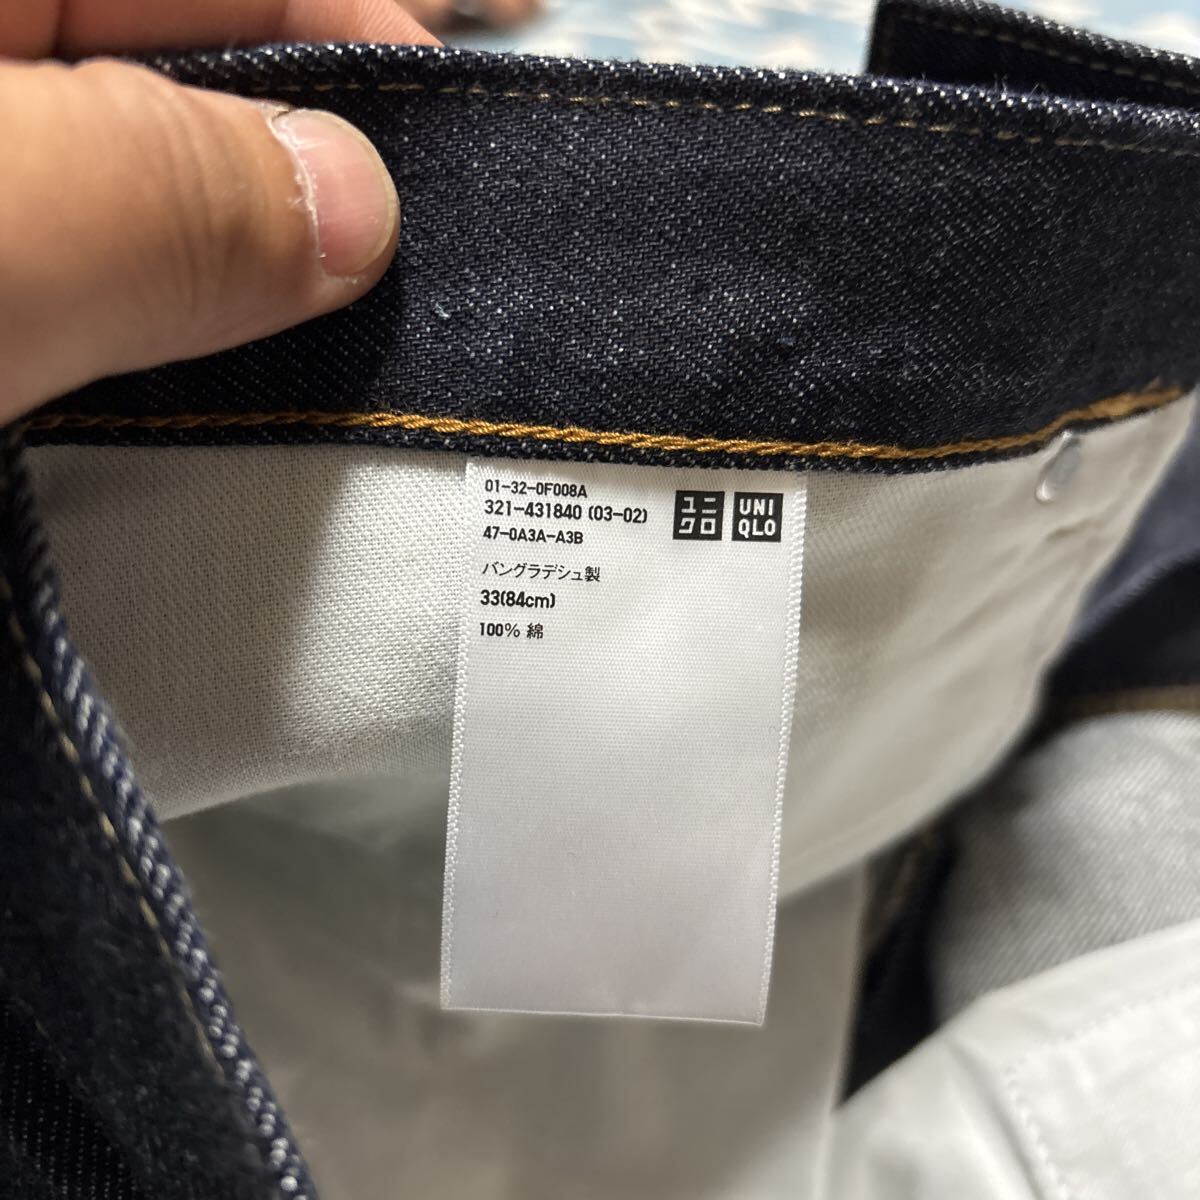 01-32-0F008A
321-431840 (03-02)
47-0A3A-A3B
バングラデシュ製
33(84cm)
100% 綿
ユニ
クロ
UNI
QLO